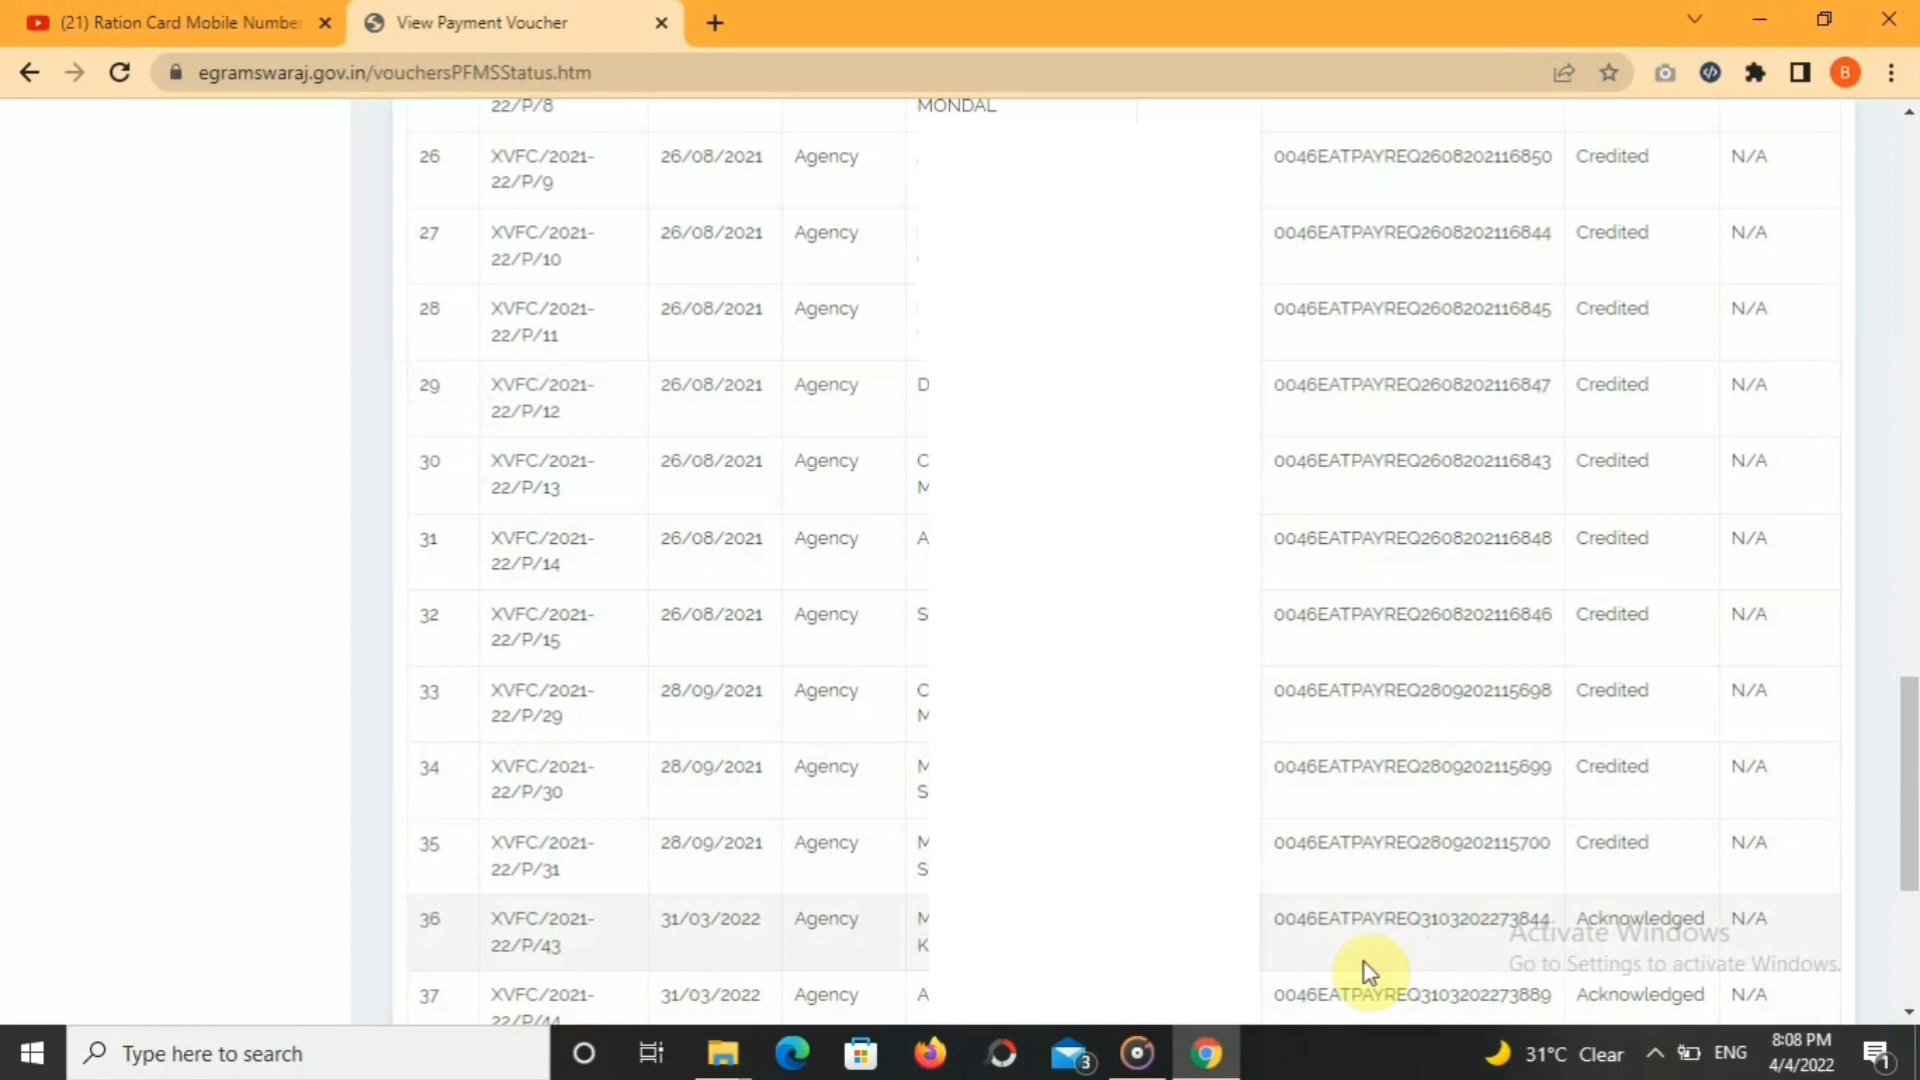 (21) Ration Card Mobile Number
View Payment Voucher
egramswaraj.gov.in/vouchersPFMSStatus.htm
B
22/P/8 MONDAL
26 XVFC/2021- 26/08/2021 Agency 0046EATPAYREQ2608202116850 Credited N/A
22/P/9
27 XVFC/2021- 26/08/2021 Agency 0046EATPAYREQ2608202116844 Credited N/A
22/P/10
28 XVFC/2021- 26/08/2021 Agency 0046EATPAYREQ2608202116845 Credited N/A
22/P/11
29 XVFC/2021- 26/08/2021 Agency D 0046EATPAYREQ2608202116847 Credited N/A
22/P/12
30 XVFC/2021- 26/08/2021 Agency C 0046EATPAYREQ2608202116843 Credited N/A
22/P/13 M
31 XVFC/2021- 26/08/2021 Agency A 0046EATPAYREQ2608202116848 Credited N/A
22/P/14
32 XVFC/2021- 26/08/2021 Agency S 0046EATPAYREQ2608202116846 Credited N/A
22/P/15
33 XVFC/2021- 28/09/2021 Agency C 0046EATPAYREQ2809202115698 Credited N/A
22/P/29 M
34 XVFC/2021- 28/09/2021 Agency M 0046EATPAYREQ2809202115699 Credited N/A
22/P/30 S
35 XVFC/2021- 28/09/2021 Agency M 0046EATPAYREQ2809202115700 Credited N/A
22/P/31 S
36 XVFC/2021- 31/03/2022 Agency M 0046EATPAYREQ3103202273844 Acknowledged N/A
22/P/43 K
Activate Windows
Go to Settings to activate Windows.
37 XVFC/2021- 31/03/2022 Agency A 0046EATPAYREQ3103202273889 Acknowledged N/A
22/P/44
Type here to search
3
31°C Clear
ENG
8:08 PM
4/4/2022
1